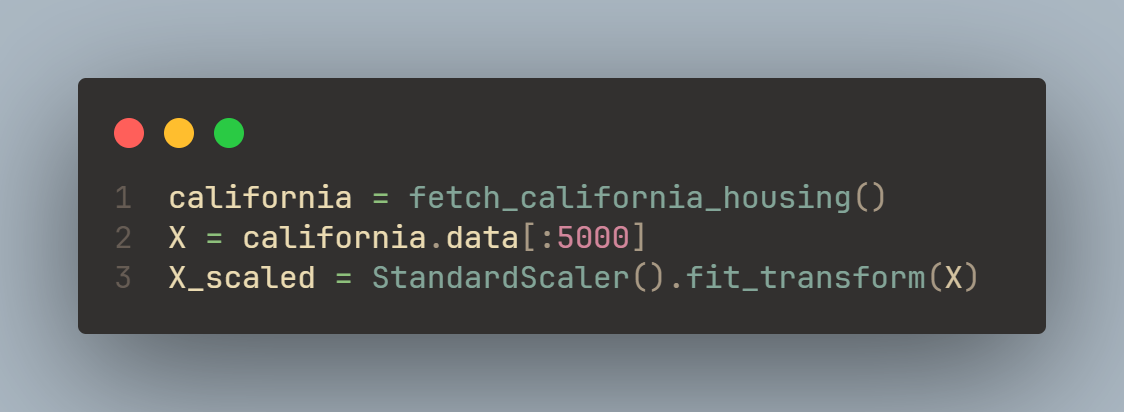 1 california = fetch_california_housing()
2 X = california.data[:5000]
3 X_scaled = StandardScaler().fit_transform(X)